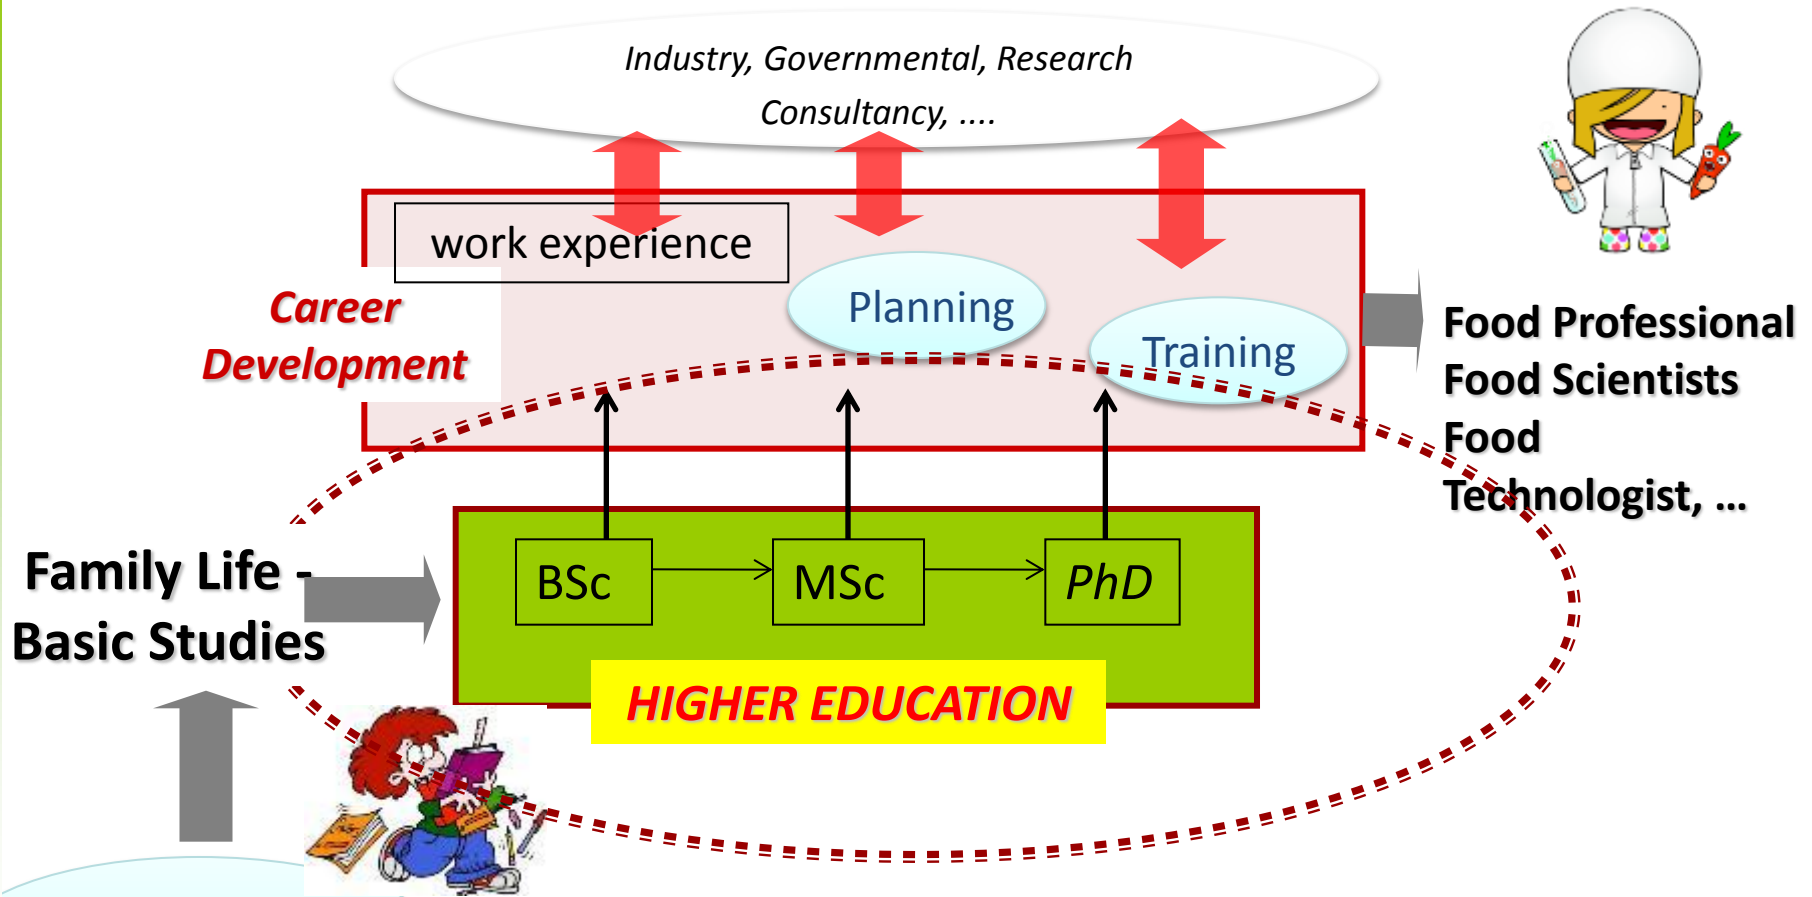 Industry, Governmental, Research
Consultancy, ....
work experience
Career
Development
Planning
Training
Food Professional
Food Scientists
Food
Technologist, ...
Family Life -
Basic Studies
BSc
MSc
PhD
HIGHER EDUCATION